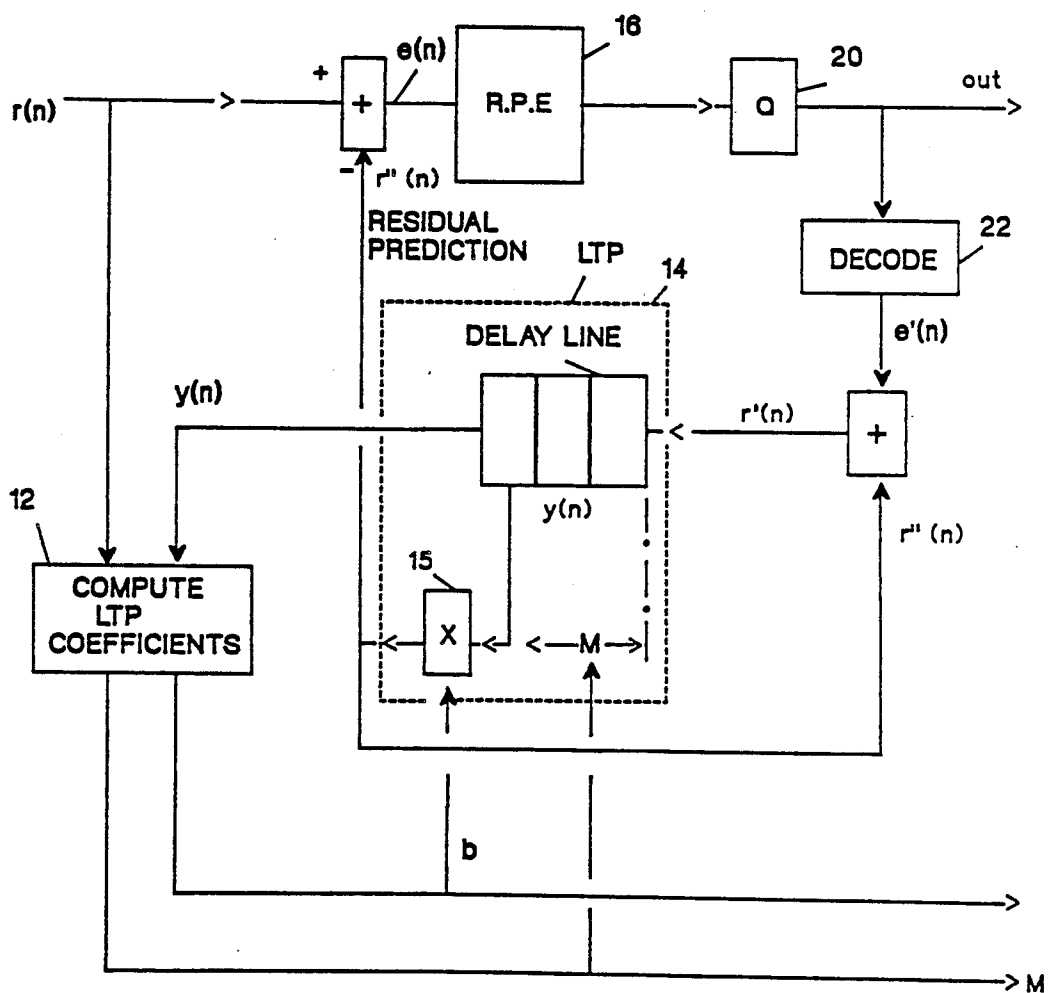 16
e(n)
20
+
out
r(n)
+
R.P.E
Q
-
r" (n)
RESIDUAL
PREDICTION
22
LTP
14
DECODE
DELAY LINE
e'(n)
y(n)
r'(n)
+
12
y(n)
r" (n)
15
COMPUTE
LTP
COEFFICIENTS
X
M
b
M